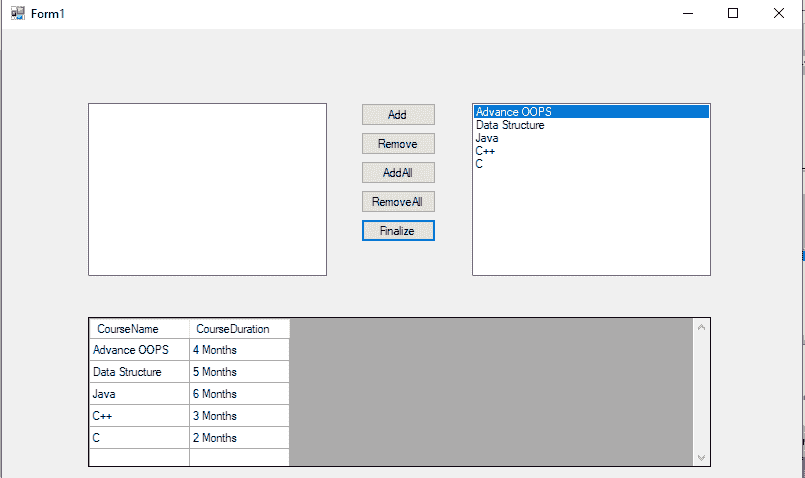 Form1
Add
Remove
AddAll
RemoveAll
Finalize
Advance OOPS
Data Structure
Java
C++
C
CourseName CourseDuration
Advance OOPS 4 Months
Data Structure 5 Months
Java 6 Months
C++ 3 Months
C 2 Months